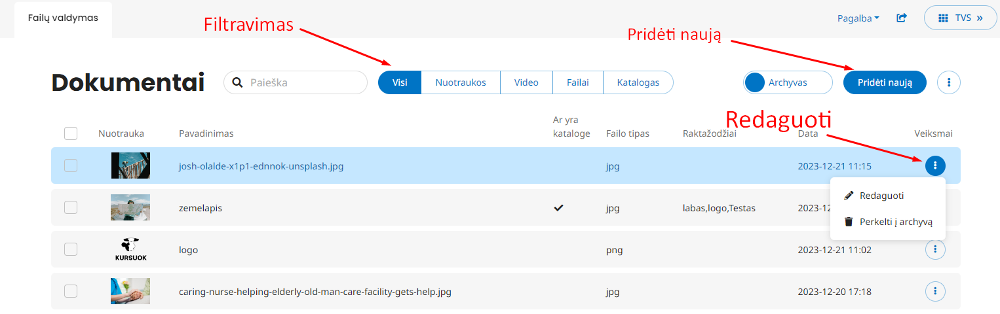 Failų valdymas
Filtravimas
Pridėti naują
Pagalba
TVS »
Dokumentai
Paieška
Visi
Nuotraukos
Video
Failai
Katalogas
Archyvas
Pridėti naują
Redaguoti
Nuotrauka
Pavadinimas
Ar yra
kataloge
Failo tipas
Raktažodžiai
Data
Veiksmai
josh-olalde-x1p1-ednnok-unsplash.jpg
jpg
2023-12-21 11:15
Redaguoti
Perkelti į archyvą
zemelapis
jpg
labas,logo,Testas
2023-12
KURSUOK
logo
png
2023-12-21 11:02
caring-nurse-helping-elderly-old-man-care-facility-gets-help.jpg
jpg
2023-12-20 17:18